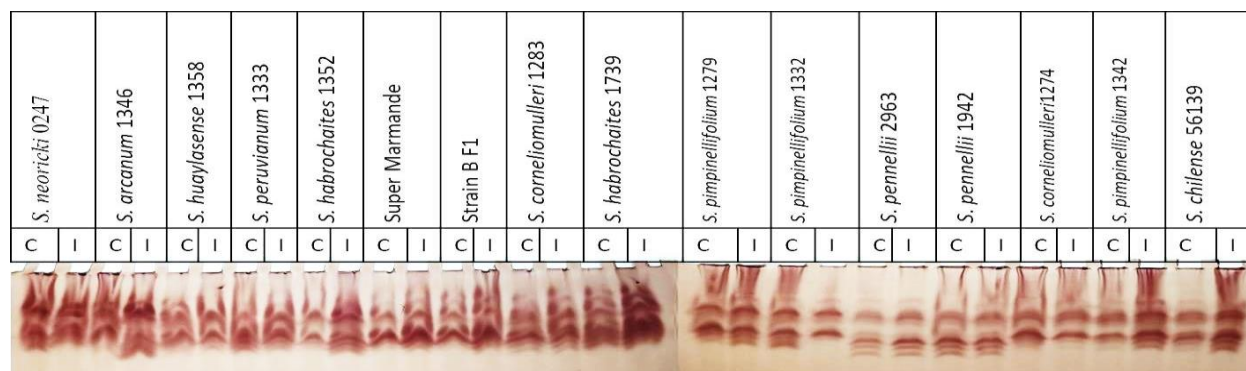 S. neoricki 0247
S. arcanum 1346
S. huaylasense 1358
S. peruvianum 1333
S. habrochaites 1352
Super Marmande
Strain B F1
S. corneliomulleri 1283
S. habrochaites 1739
S. pimpinellifolium 1279
S. pimpinellifolium 1332
S. pennellii 2963
S. pennellii 1942
S. corneliomulleri1274
S. pimpinellifolium 1342
S. chilense 56139
C I C I C I C I C I C I C I C I C I C I C I C I C I C I C I C I